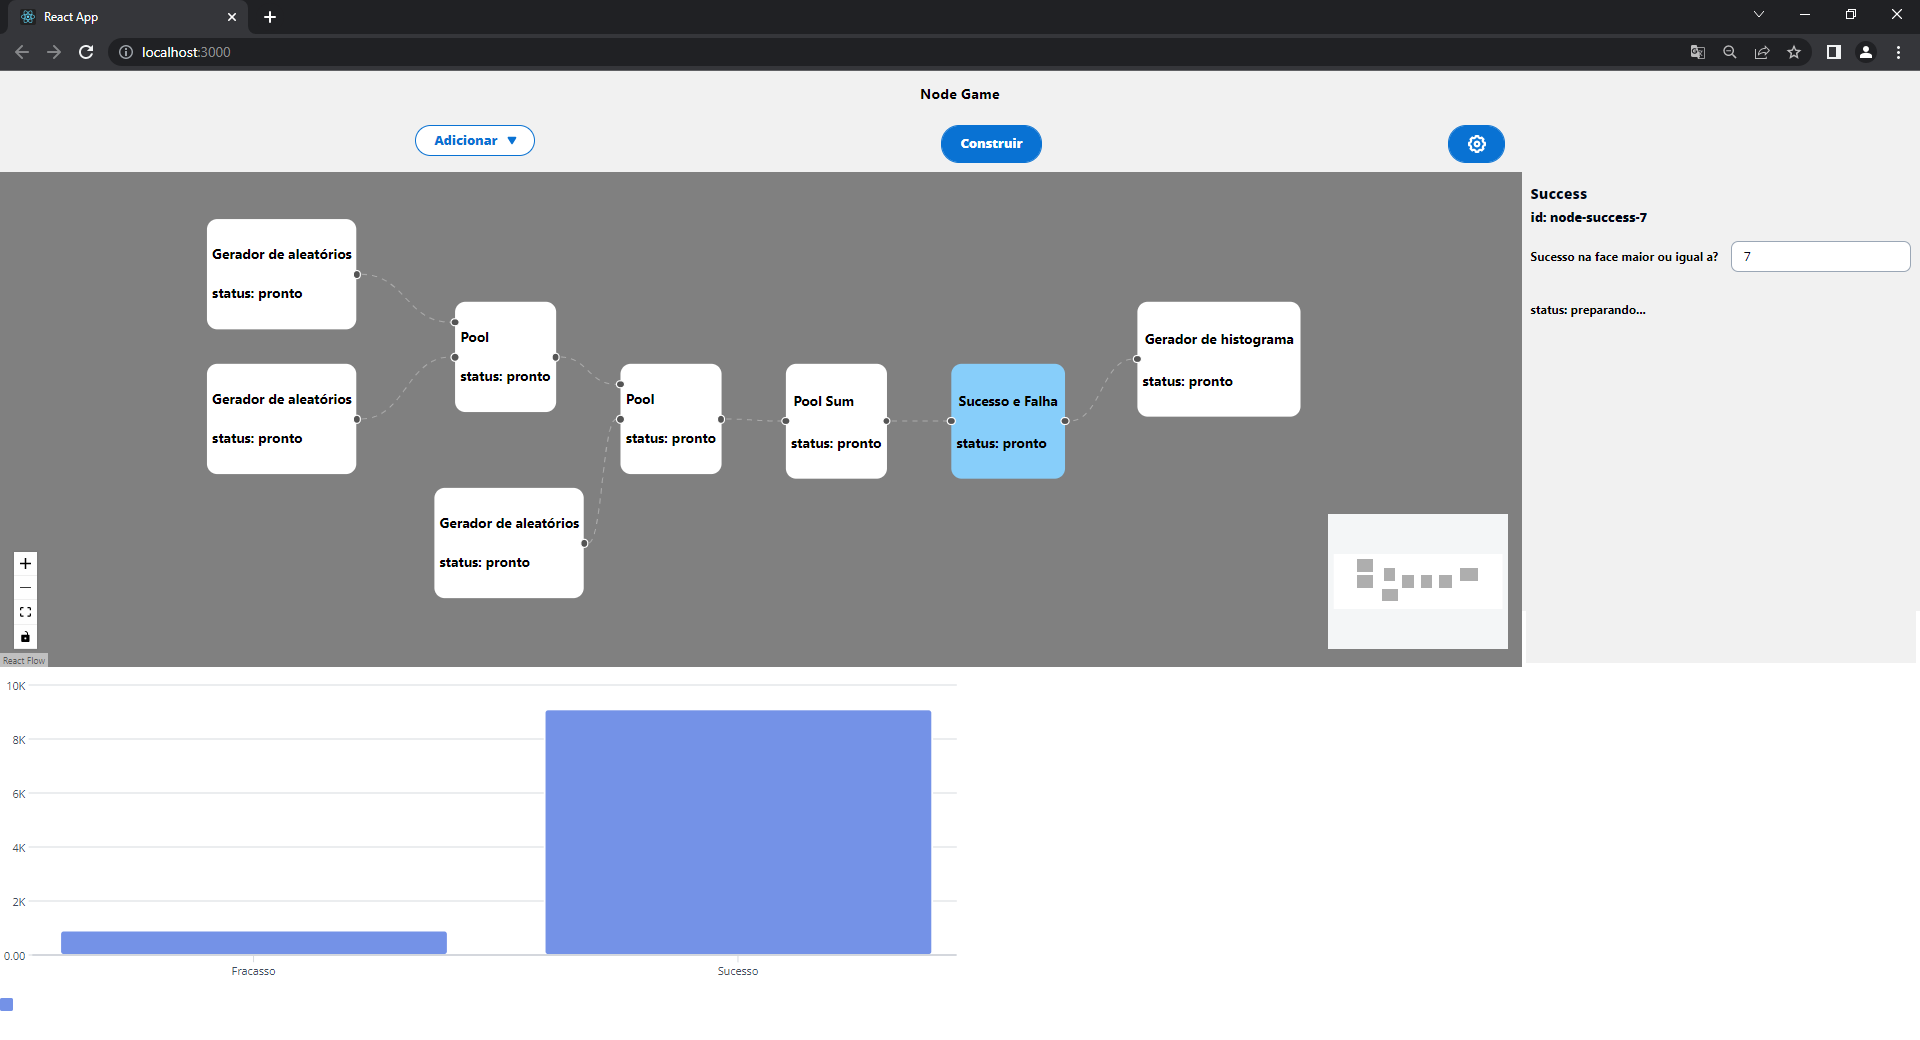 React App
localhost:3000
Node Game
Adicionar
Construir
Success
id: node-success-7
Sucesso na face maior ou igual a? 7
status: preparando...
Gerador de aleatórios
status: pronto
Gerador de aleatórios
status: pronto
Pool
status: pronto
Gerador de aleatórios
status: pronto
Pool
status: pronto
Pool Sum
status: pronto
Sucesso e Falha
status: pronto
Gerador de histograma
status: pronto
React Flow
10K
8K
6K
4K
2K
0.00
Fracasso
Sucesso